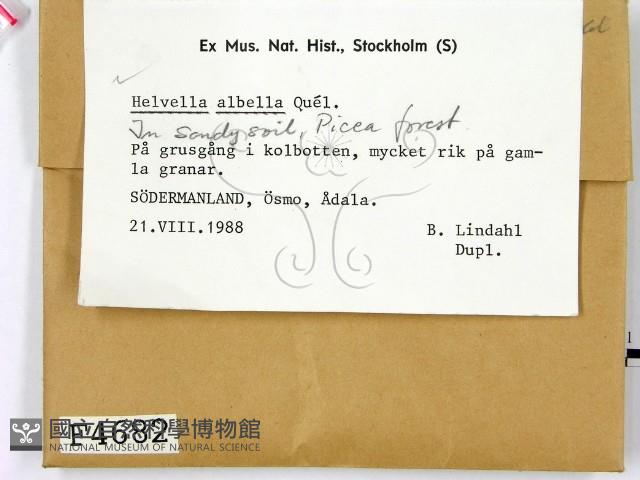 Ex Mus. Nat. Hist., Stockholm (S)
Helvella albella Quél.
In sandy soil, Picea forest
På grusgång i kolbotten, mycket rik på gam-
la granar.
SÖDERMANLAND, Ösmo, Ådala.
21.VIII.1988
B. Lindahl
Dupl.
1
F4682
國立自然科學博物館
NATIONAL MUSEUM OF NATURAL SCIENCE